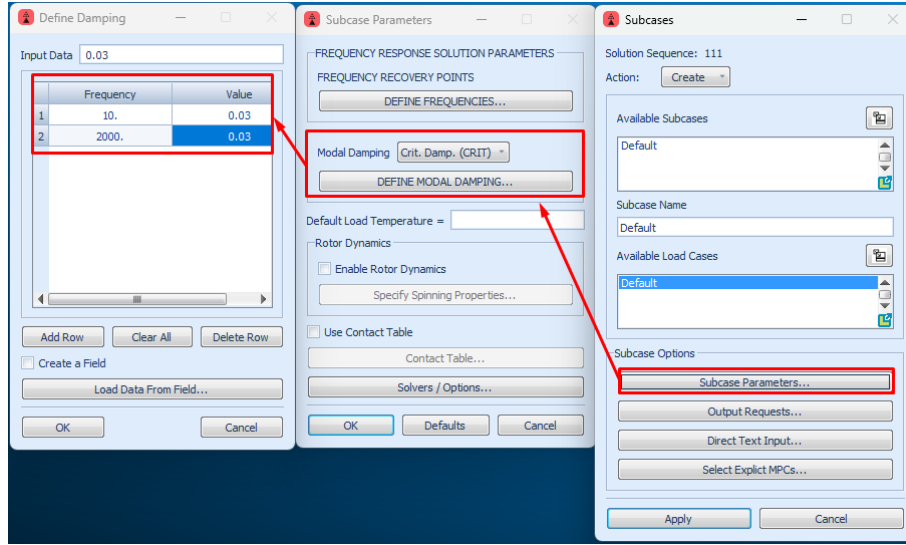 Define Damping
Input Data 0.03
Frequency Value
1 10. 0.03
2 2000. 0.03
Add Row Clear All Delete Row
Create a Field
Load Data From Field...
OK Cancel
Subcase Parameters
FREQUENCY RESPONSE SOLUTION PARAMETERS
FREQUENCY RECOVERY POINTS
DEFINE FREQUENCIES...
Modal Damping Crit. Damp. (CRIT)
DEFINE MODAL DAMPING...
Default Load Temperature =
Rotor Dynamics
Enable Rotor Dynamics
Specify Spinning Properties...
Use Contact Table
Contact Table...
Solvers / Options...
OK Defaults Cancel
Subcases
Solution Sequence: 111
Action: Create
Available Subcases
Default
Subcase Name
Default
Available Load Cases
Default
Subcase Options
Subcase Parameters...
Output Requests...
Direct Text Input...
Select Explict MPCs...
Apply Cancel